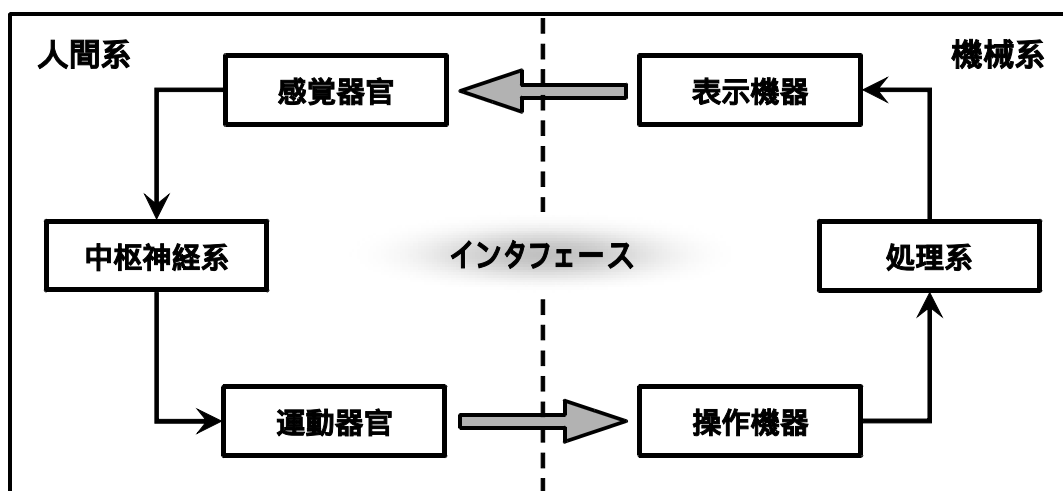 人間系
機械系
感覚器官
表示機器
中枢神経系
インタフェース
処理系
運動器官
操作機器